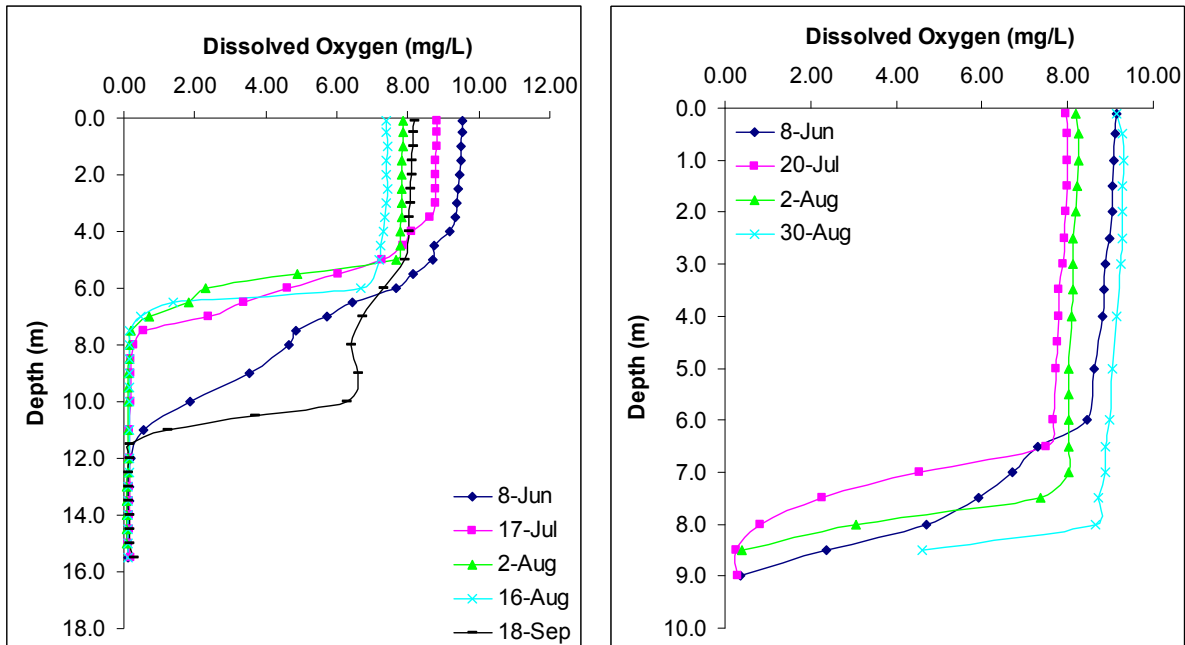 Dissolved Oxygen (mg/L)
0.00 2.00 4.00 6.00 8.00 10.00 12.00
0.0
2.0
4.0
6.0
8.0
10.0
12.0
14.0
16.0
18.0
Depth (m)
8-Jun
17-Jul
2-Aug
16-Aug
18-Sep
Dissolved Oxygen (mg/L)
0.00 2.00 4.00 6.00 8.00 10.00
0.0
1.0
2.0
3.0
4.0
5.0
6.0
7.0
8.0
9.0
10.0
Depth (m)
8-Jun
20-Jul
2-Aug
30-Aug